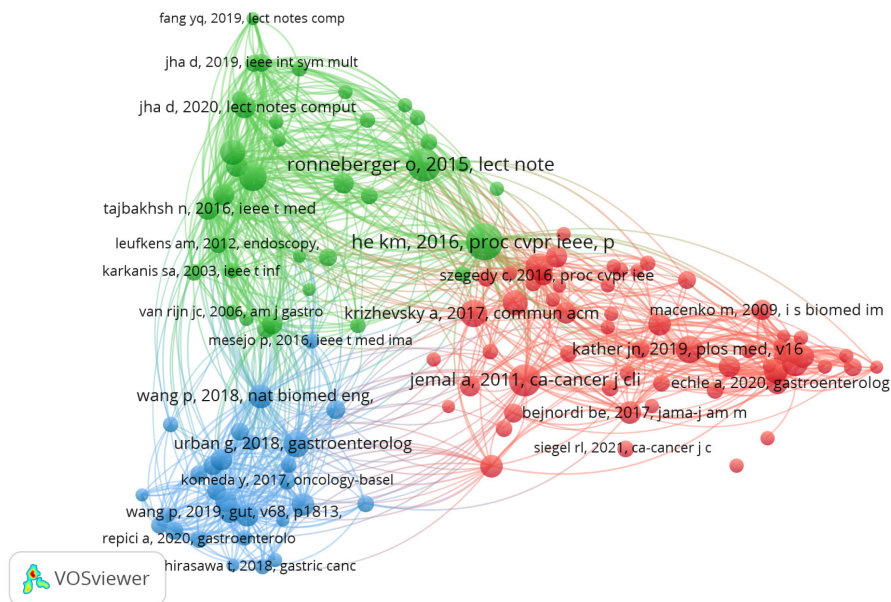 fang yq, 2019, lect notes comp
jha d, 2019, ieee int sym mult
jha d, 2020, lect notes comput
ronneberger o, 2015, lect note
tajbakhsh n, 2016, ieee t med
leufkens am, 2012, endoscopy,
he km, 2016, proc cvpr ieee, p
karkanis sa, 2003, ieee t inf
szegedy c, 2016, proc cvpr iee
van rijn jc, 2006, am j gastro
krizhevsky a, 2017, commun acm
macenko m, 2009, i s biomed im
mesejo p, 2016, ieee t med ima
kather jn, 2019, plos med, v16
jemal a, 2011, ca-cancer j cli
echle a, 2020, gastroenterolog
wang p, 2018, nat biomed eng,
bejnordi be, 2017, jama-j am m
urban g, 2018, gastroenterolog
siegel rl, 2021, ca-cancer j c
komeda y, 2017, oncology-basel
wang p, 2019, gut, v68, p1813,
repici a, 2020, gastroenterolo
hirasawa t, 2018, gastric canc
VOSviewer